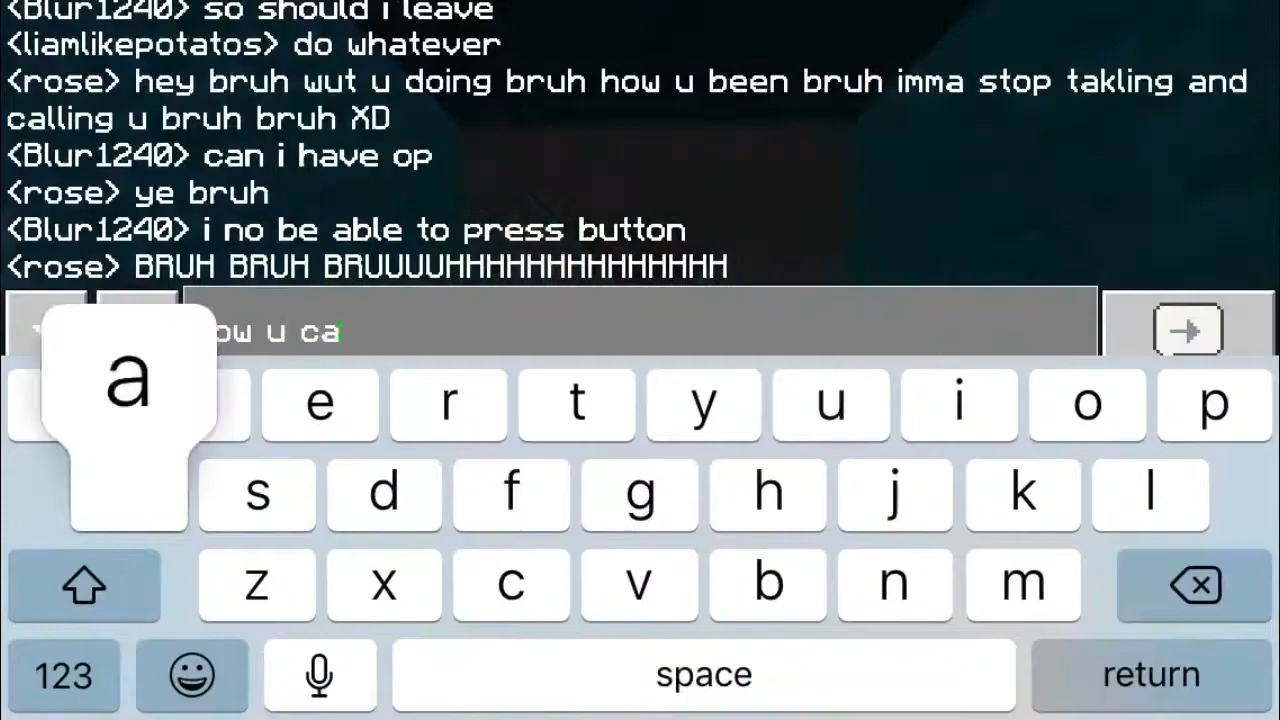 <Blur1240> so should i leave
<liamlikepotatos> do whatever
<rose> hey bruh wut u doing bruh how u been bruh imma stop takling and
calling u bruh bruh XD
<Blur1240> can i have op
<rose> ye bruh
<Blur1240> i no be able to press button
<rose> BRUH BRUH BRUUUUHHHHHHHHHHHHHHH
u ca
a
e r t y u i o p
s d f g h j k l
z x c v b n m
123 space return